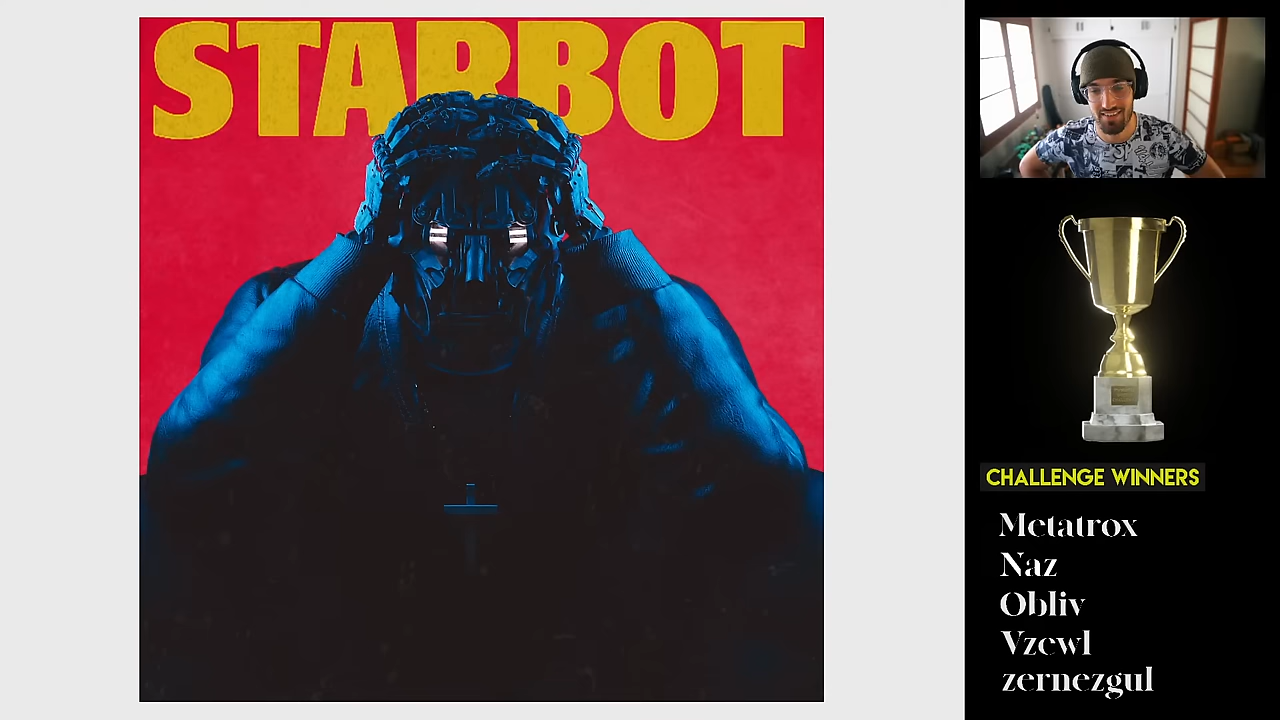 STARBOT
CHALLENGE WINNERS
Metatrox
Naz
Obliv
Vzewl
zernezgul